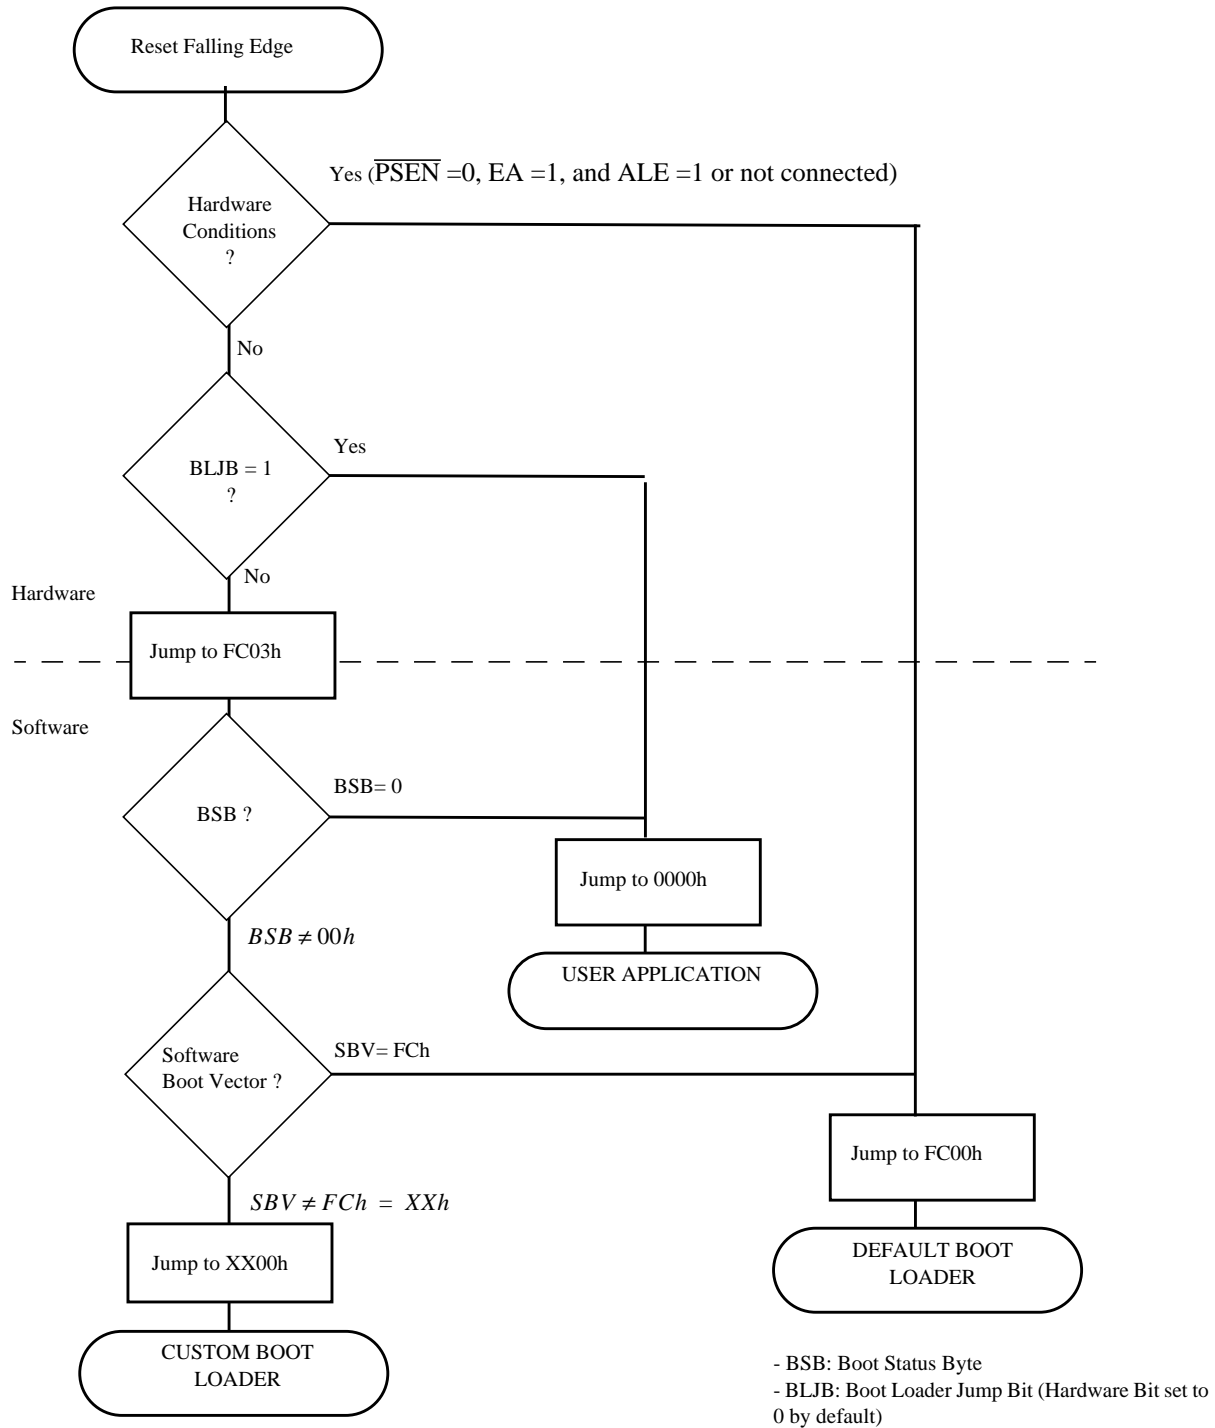 Reset Falling Edge
Yes (P̅S̅E̅N̅ =0, EA =1, and ALE =1 or not connected)
Hardware
Conditions
?
No
Yes
BLJB = 1
?
No
Hardware
Jump to FC03h
Software
BSB= 0
BSB ?
Jump to 0000h
BSB ≠ 00h
USER APPLICATION
SBV= FCh
Software
Boot Vector ?
Jump to FC00h
SBV ≠ FCh = XXh
DEFAULT BOOT
LOADER
Jump to XX00h
CUSTOM BOOT
LOADER
- BSB: Boot Status Byte
- BLJB: Boot Loader Jump Bit (Hardware Bit set to
0 by default)